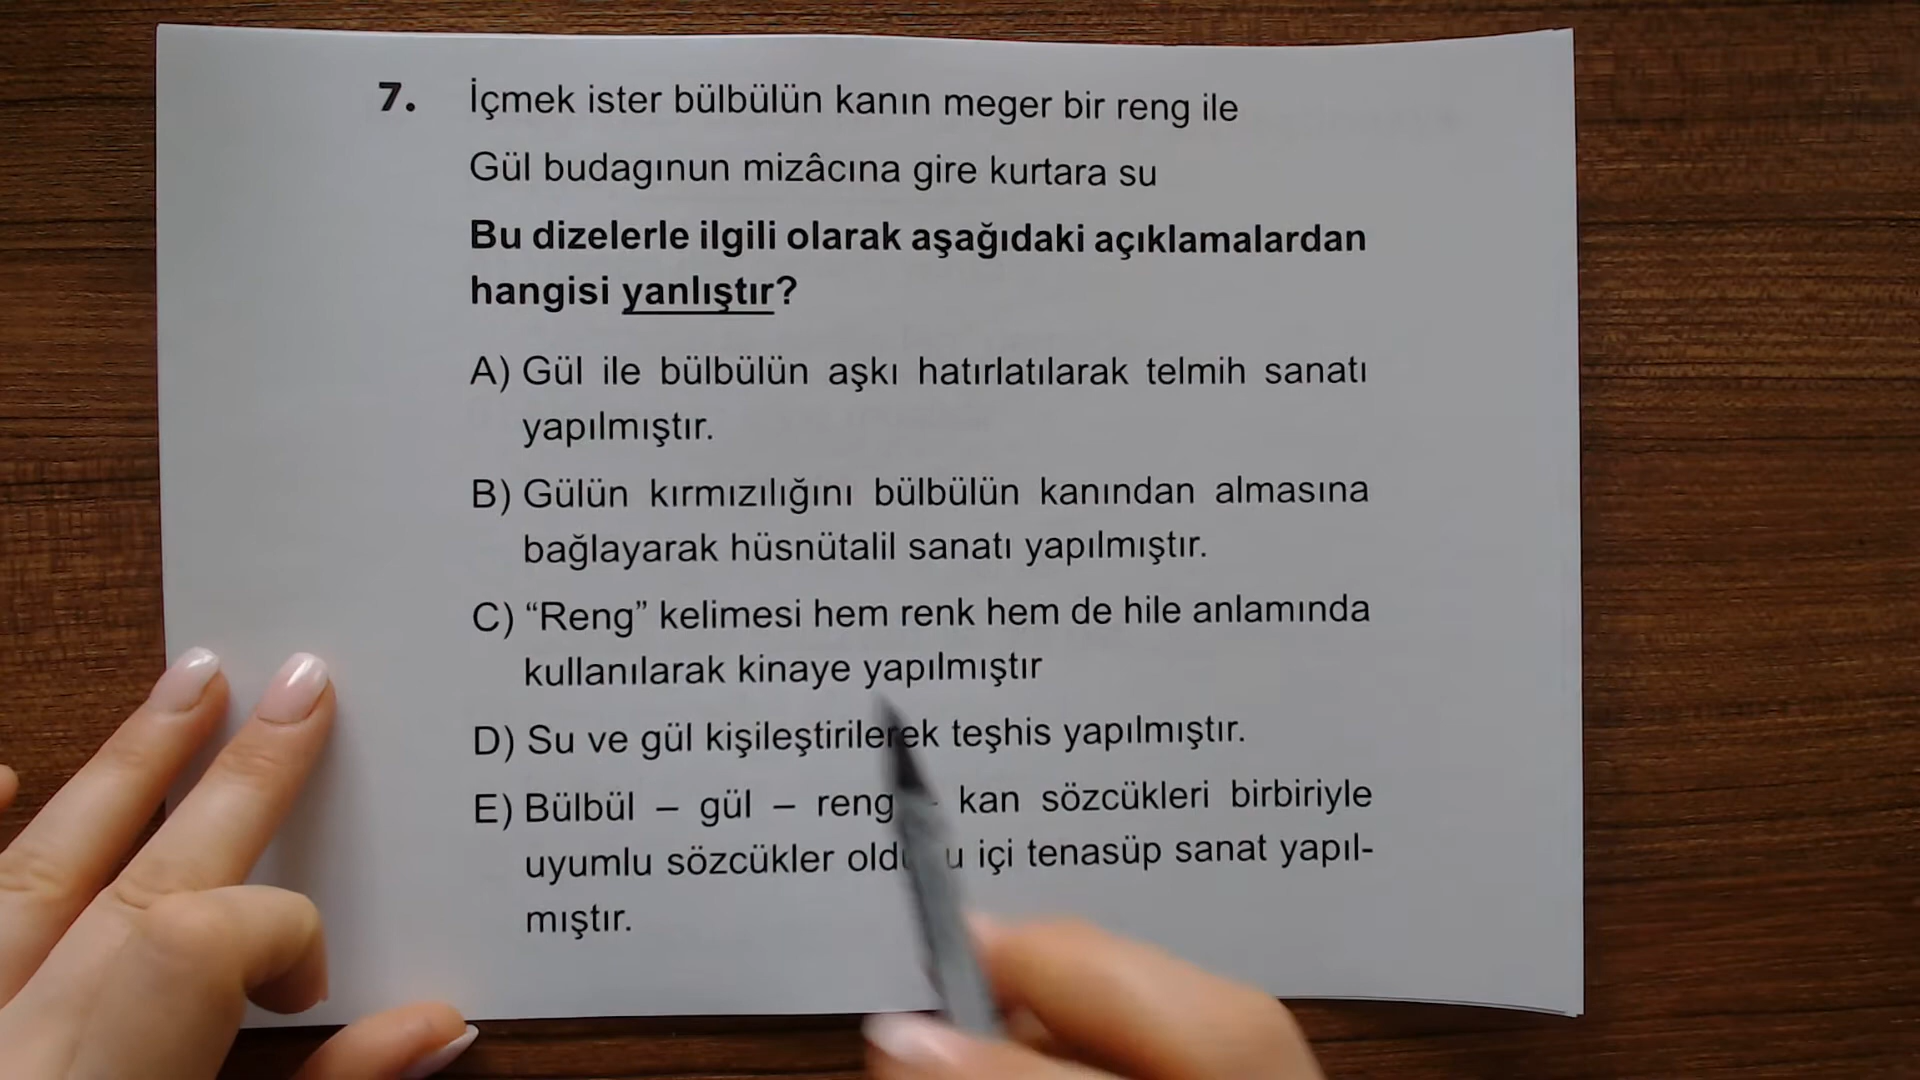 7. İçmek ister bülbülün kanın meger bir reng ile
Gül budagınun mizâcına gire kurtara su
Bu dizelerle ilgili olarak aşağıdaki açıklamalardan
hangisi yanlıştır?
A) Gül ile bülbülün aşkı hatırlatılarak telmih sanatı
yapılmıştır.
B) Gülün kırmızılığını bülbülün kanından almasına
bağlayarak hüsnütalil sanatı yapılmıştır.
C) “Reng” kelimesi hem renk hem de hile anlamında
kullanılarak kinaye yapılmıştır
D) Su ve gül kişileştirilerek teşhis yapılmıştır.
E) Bülbül – gül – reng - kan sözcükleri birbiriyle
uyumlu sözcükler içi tenasüp sanat yapıl-
mıştır.